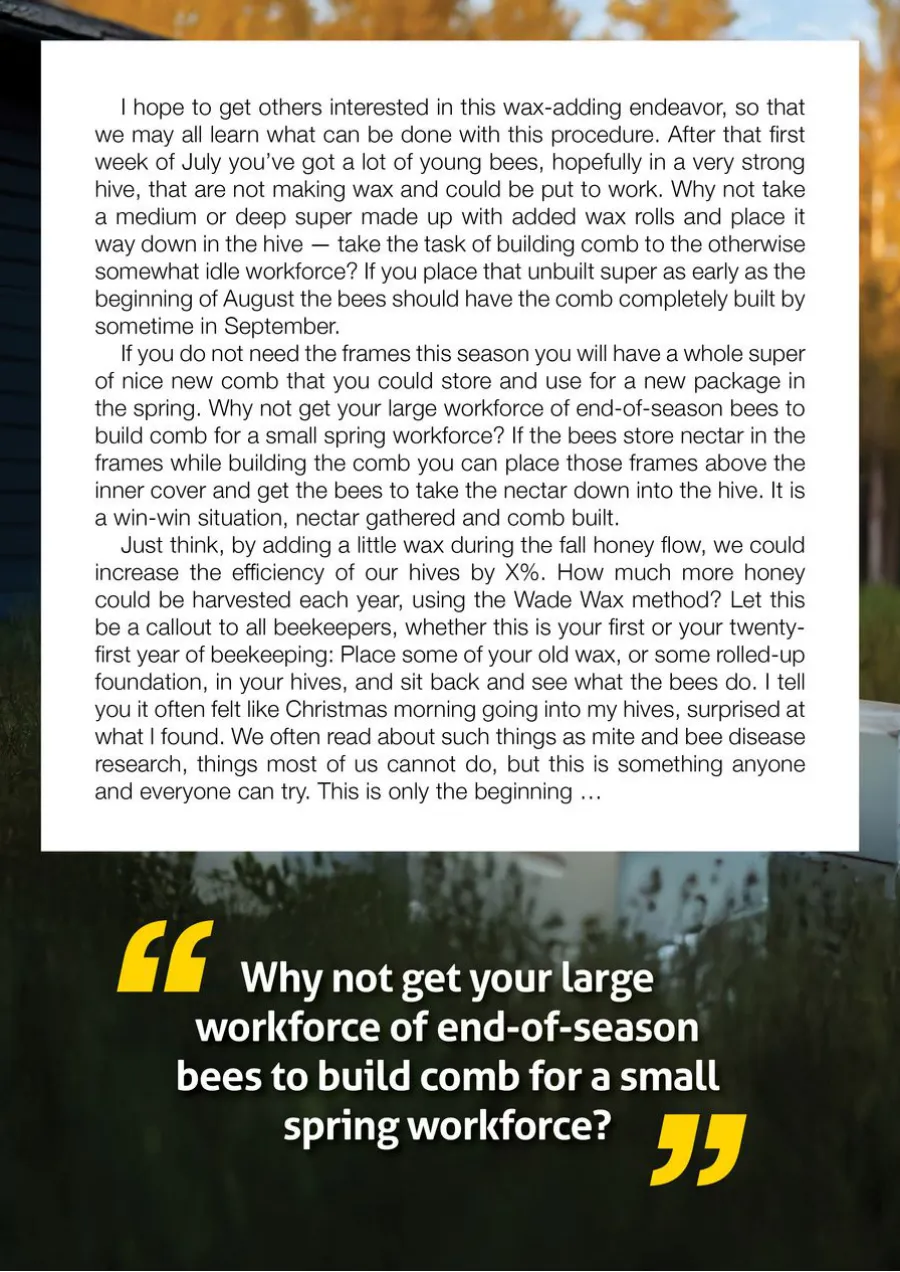 I hope to get others interested in this wax-adding endeavor, so that
we may all learn what can be done with this procedure. After that first
week of July you’ve got a lot of young bees, hopefully in a very strong
hive, that are not making wax and could be put to work. Why not take
a medium or deep super made up with added wax rolls and place it
way down in the hive — take the task of building comb to the otherwise
somewhat idle workforce? If you place that unbuilt super as early as the
beginning of August the bees should have the comb completely built by
sometime in September.
If you do not need the frames this season you will have a whole super
of nice new comb that you could store and use for a new package in
the spring. Why not get your large workforce of end-of-season bees to
build comb for a small spring workforce? If the bees store nectar in the
frames while building the comb you can place those frames above the
inner cover and get the bees to take the nectar down into the hive. It is
a win-win situation, nectar gathered and comb built.
Just think, by adding a little wax during the fall honey flow, we could
increase the efficiency of our hives by X%. How much more honey
could be harvested each year, using the Wade Wax method? Let this
be a callout to all beekeepers, whether this is your first or your twenty-
first year of beekeeping: Place some of your old wax, or some rolled-up
foundation, in your hives, and sit back and see what the bees do. I tell
you it often felt like Christmas morning going into my hives, surprised at
what I found. We often read about such things as mite and bee disease
research, things most of us cannot do, but this is something anyone
and everyone can try. This is only the beginning …
“Why not get your large
workforce of end-of-season
bees to build comb for a small
spring workforce?”